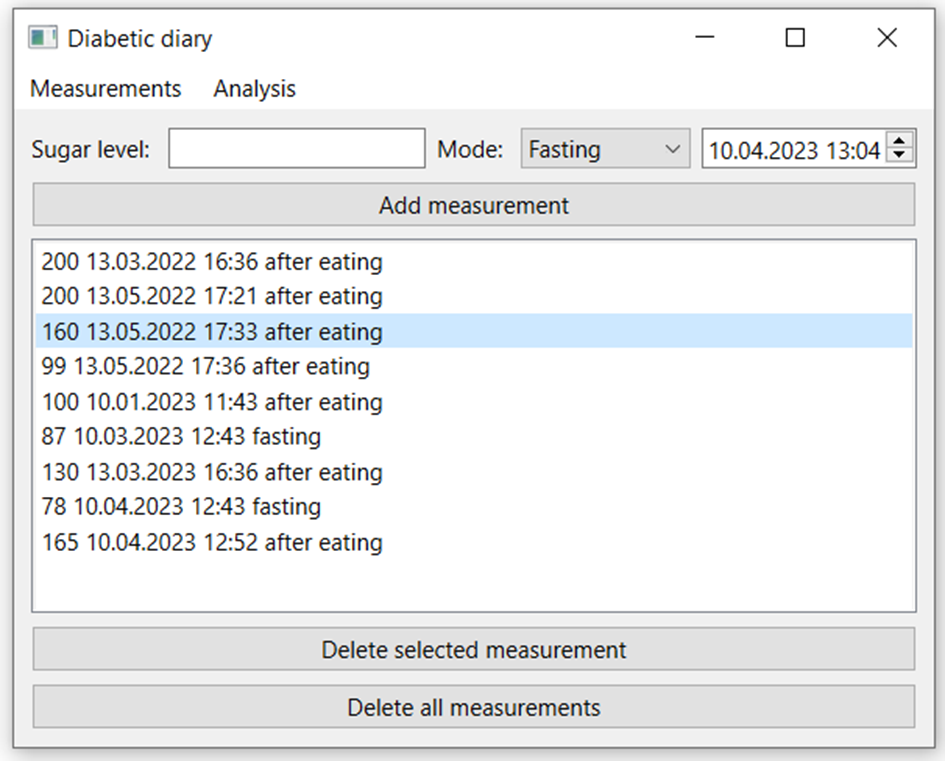 Diabetic diary
Measurements Analysis
Sugar level: Mode: Fasting 10.04.2023 13:04
Add measurement
200 13.03.2022 16:36 after eating
200 13.05.2022 17:21 after eating
160 13.05.2022 17:33 after eating
99 13.05.2022 17:36 after eating
100 10.01.2023 11:43 after eating
87 10.03.2023 12:43 fasting
130 13.03.2023 16:36 after eating
78 10.04.2023 12:43 fasting
165 10.04.2023 12:52 after eating
Delete selected measurement
Delete all measurements